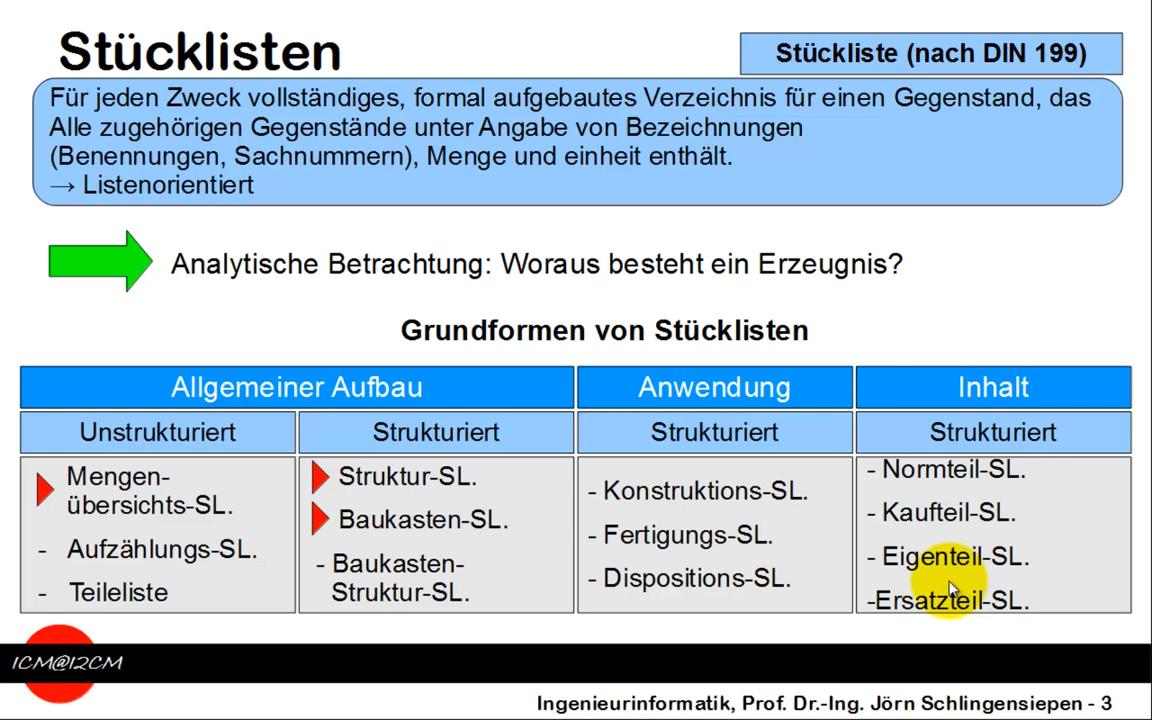 Stücklisten
Stückliste (nach DIN 199)
Für jeden Zweck vollständiges, formal aufgebautes Verzeichnis für einen Gegenstand, das
Alle zugehörigen Gegenstände unter Angabe von Bezeichnungen
(Benennungen, Sachnummern), Menge und einheit enthält.
→ Listenorientiert
Analytische Betrachtung: Woraus besteht ein Erzeugnis?
Grundformen von Stücklisten
Allgemeiner Aufbau
Unstrukturiert
Mengen-
übersichts-SL.
- Aufzählungs-SL.
- Teileliste
Strukturiert
Struktur-SL.
Baukasten-SL.
- Baukasten-
Struktur-SL.
Anwendung
Strukturiert
- Konstruktions-SL.
- Fertigungs-SL.
- Dispositions-SL.
Inhalt
Strukturiert
- Normteil-SL.
- Kaufteil-SL.
- Eigenteil-SL.
-Ersatzteil-SL.
1CM@12CM
Ingenieurinformatik, Prof. Dr.-Ing. Jörn Schlingensiepen - 3